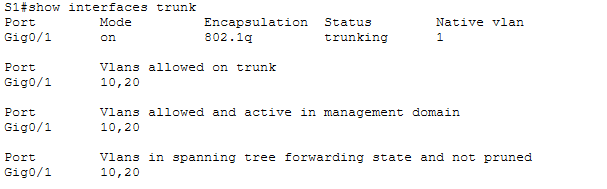 S1#show interfaces trunk
Port Mode Encapsulation Status Native vlan
Gig0/1 on 802.1q trunking 1
Port Vlans allowed on trunk
Gig0/1 10,20
Port Vlans allowed and active in management domain
Gig0/1 10,20
Port Vlans in spanning tree forwarding state and not pruned
Gig0/1 10,20